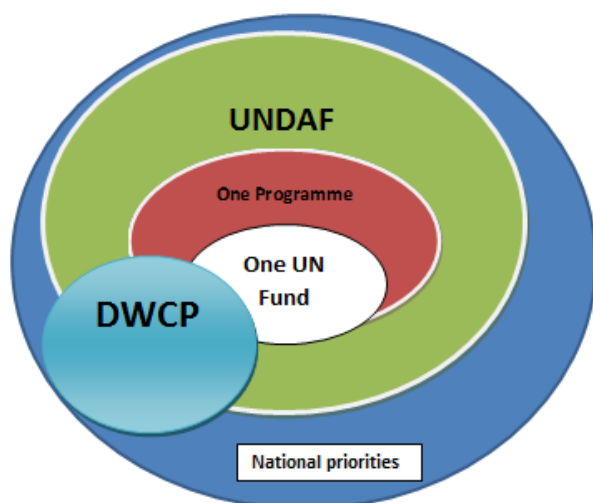 UNDAF
One Programme
One UN
Fund
DWCP
National priorities